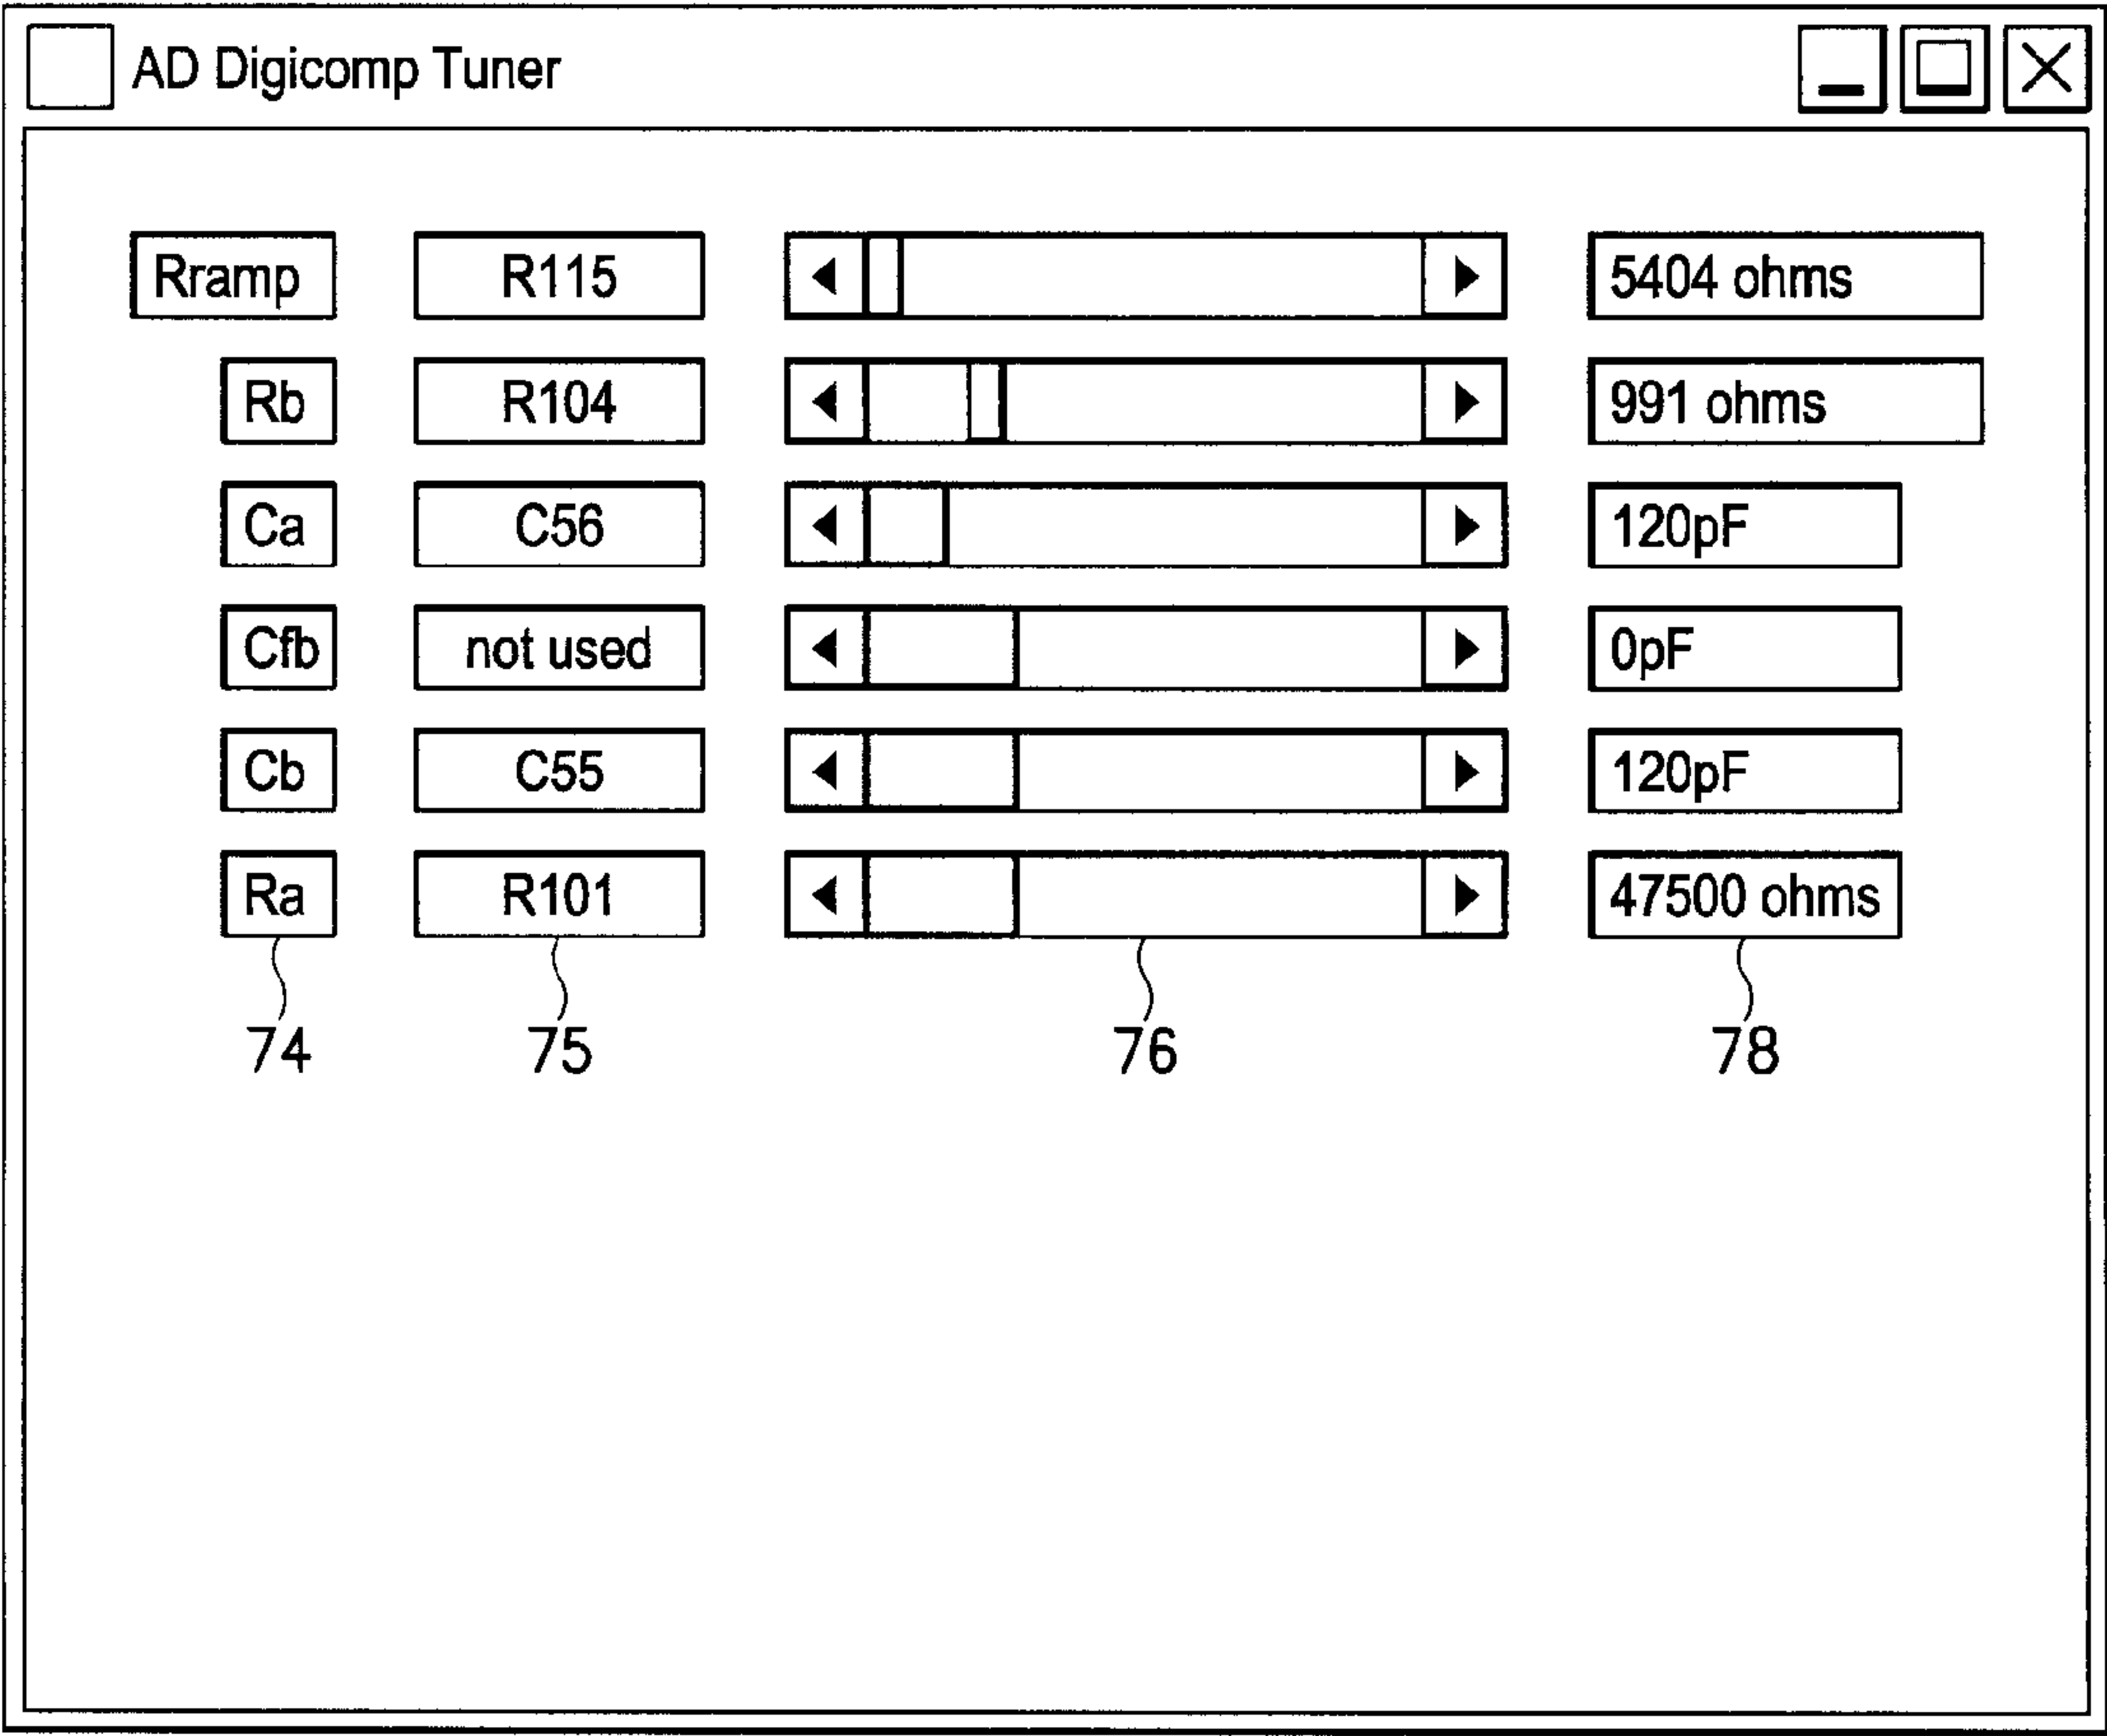 AD Digicomp Tuner
Rramp R115 5404 ohms
Rb R104 991 ohms
Ca C56 120pF
Cfb not used 0pF
Cb C55 120pF
Ra R101 47500 ohms
74 75 76 78